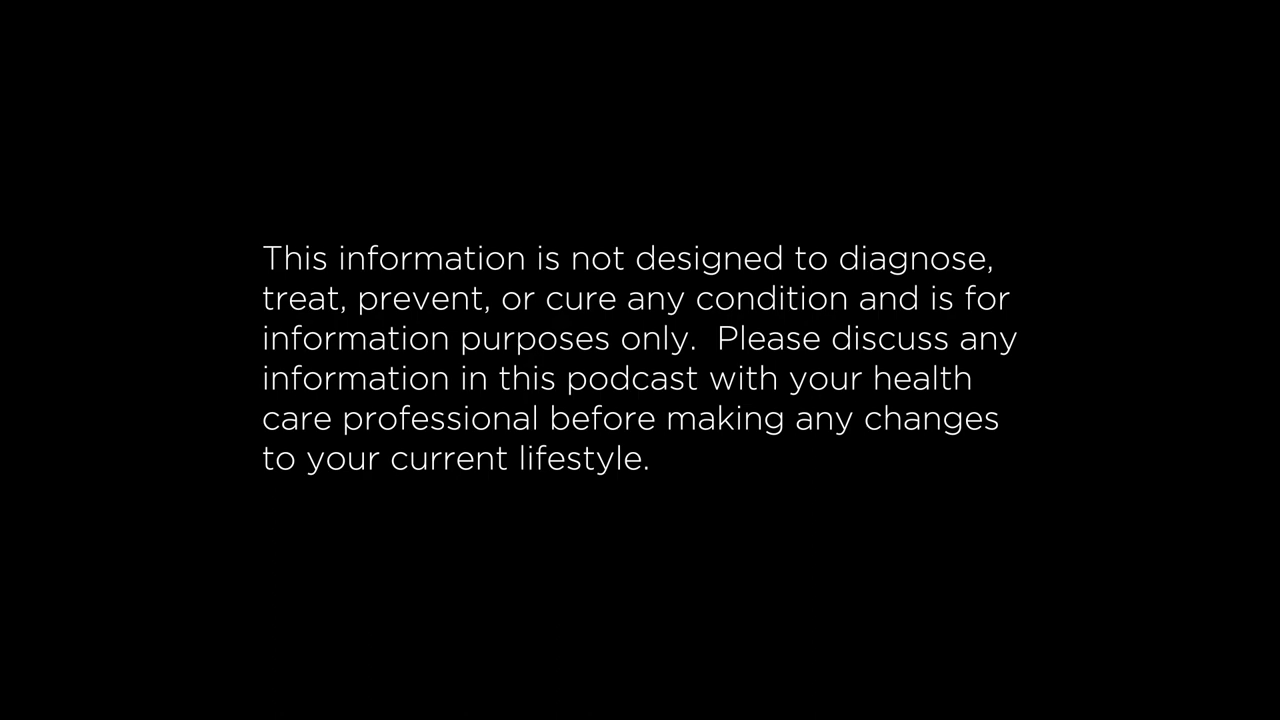 This information is not designed to diagnose,
treat, prevent, or cure any condition and is for
information purposes only.  Please discuss any
information in this podcast with your health
care professional before making any changes
to your current lifestyle.